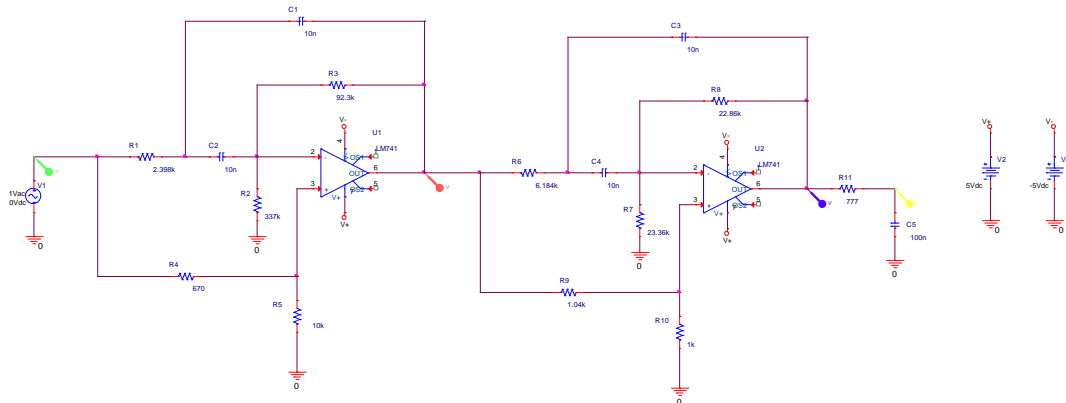 C1
10n
R3
92.3k
V-
4
U1
LM741
R1
2.398k
C2
10n
2
-
OS1
1
6
OUT
3
+
5
OS2
V+
V+
R2
337k
0
V
V1
1Vac
0Vdc
0
R4
670
R5
10k
0
V
C3
10n
R8
22.86k
V-
4
U2
LM741
R6
6.184k
C4
10n
2
-
OS1
1
6
OUT
3
+
5
OS2
V+
V+
R7
23.36k
0
R9
1.04k
R10
1k
0
V
R11
777
V
C5
100n
0
V+
V2
5Vdc
0
V-
V
-5Vdc
0